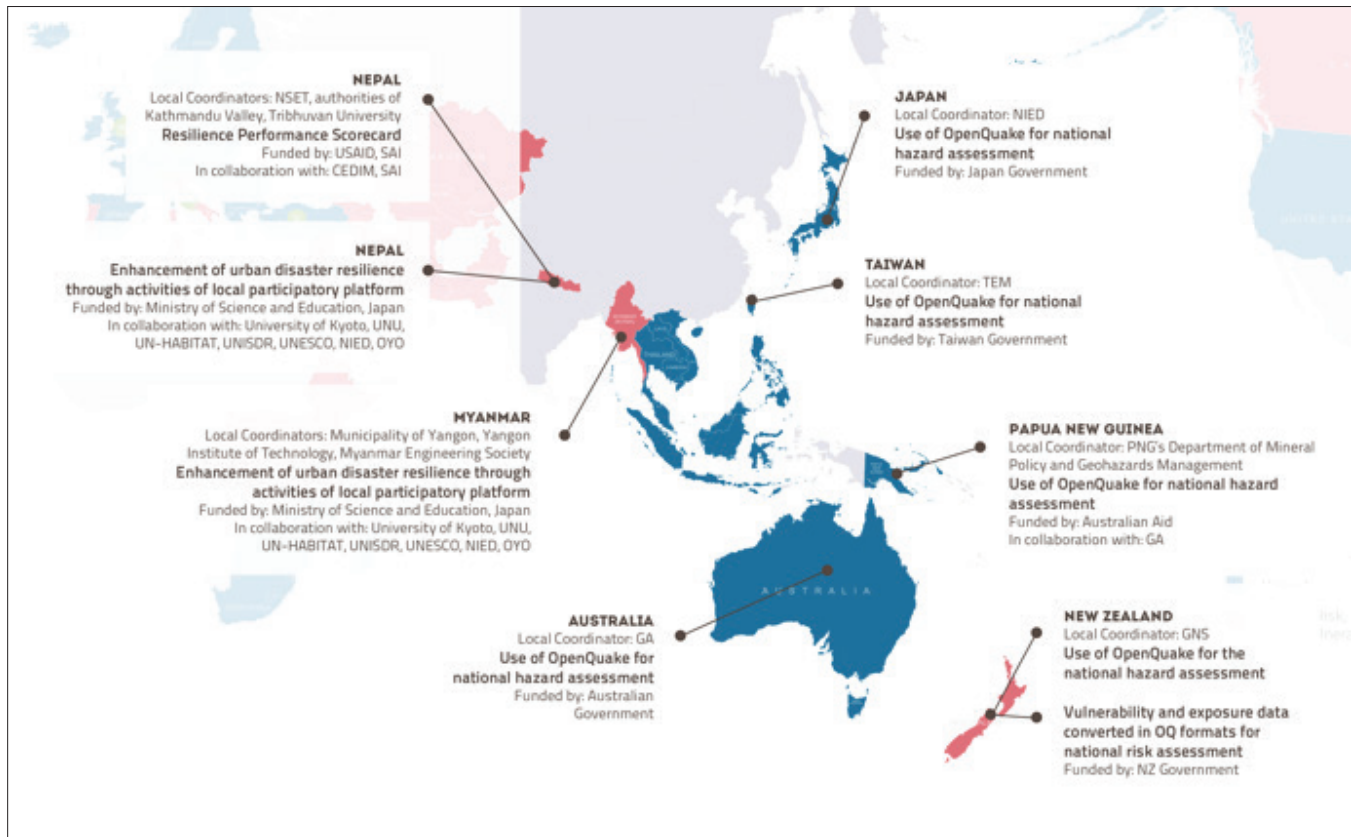 NEPAL
Local Coordinators: NSET, authorities of
Kathmandu Valley, Tribhuvan University
Resilience Performance Scorecard
Funded by: USAID, SAI
In collaboration with: CEDIM, SAI
NEPAL
Enhancement of urban disaster resilience
through activities of local participatory platform
Funded by: Ministry of Science and Education, Japan
In collaboration with: University of Kyoto, UNU,
UN-HABITAT, UNISDR, UNESCO, NIED, OYO
MYANMAR
Local Coordinators: Municipality of Yangon, Yangon
Institute of Technology, Myanmar Engineering Society
Enhancement of urban disaster resilience through
activities of local participatory platform
Funded by: Ministry of Science and Education, Japan
In collaboration with: University of Kyoto, UNU,
UN-HABITAT, UNISDR, UNESCO, NIED, OYO
AUSTRALIA
Local Coordinator: GA
Use of OpenQuake for
national hazard assessment
Funded by: Australian
Government
JAPAN
Local Coordinator: NIED
Use of OpenQuake for national
hazard assessment
Funded by: Japan Government
TAIWAN
Local Coordinator: TEM
Use of OpenQuake for national
hazard assessment
Funded by: Taiwan Government
PAPUA NEW GUINEA
Local Coordinator: PNG's Department of Mineral
Policy and Geohazards Management
Use of OpenQuake for national hazard
assessment
Funded by: Australian Aid
In collaboration with: GA
NEW ZEALAND
Local Coordinator: GNS
Use of OpenQuake for the
national hazard assessment
Vulnerability and exposure data
converted in OQ formats for
national risk assessment
Funded by: NZ Government
AUSTRALIA
THAILAND